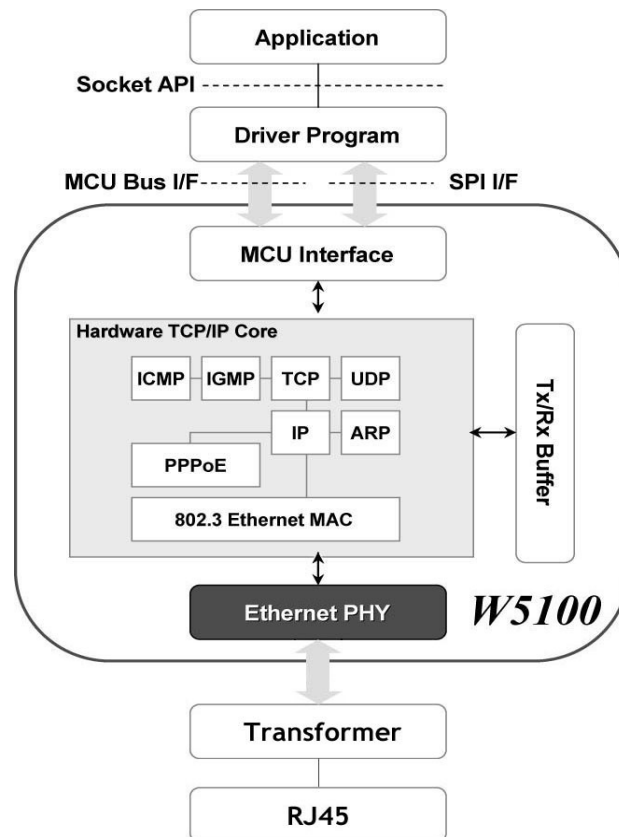 Application
Socket API
Driver Program
MCU Bus I/F
SPI I/F
MCU Interface
Hardware TCP/IP Core
ICMP
IGMP
TCP
UDP
IP
ARP
PPPoE
802.3 Ethernet MAC
Tx/Rx Buffer
Ethernet PHY
W5100
Transformer
RJ45